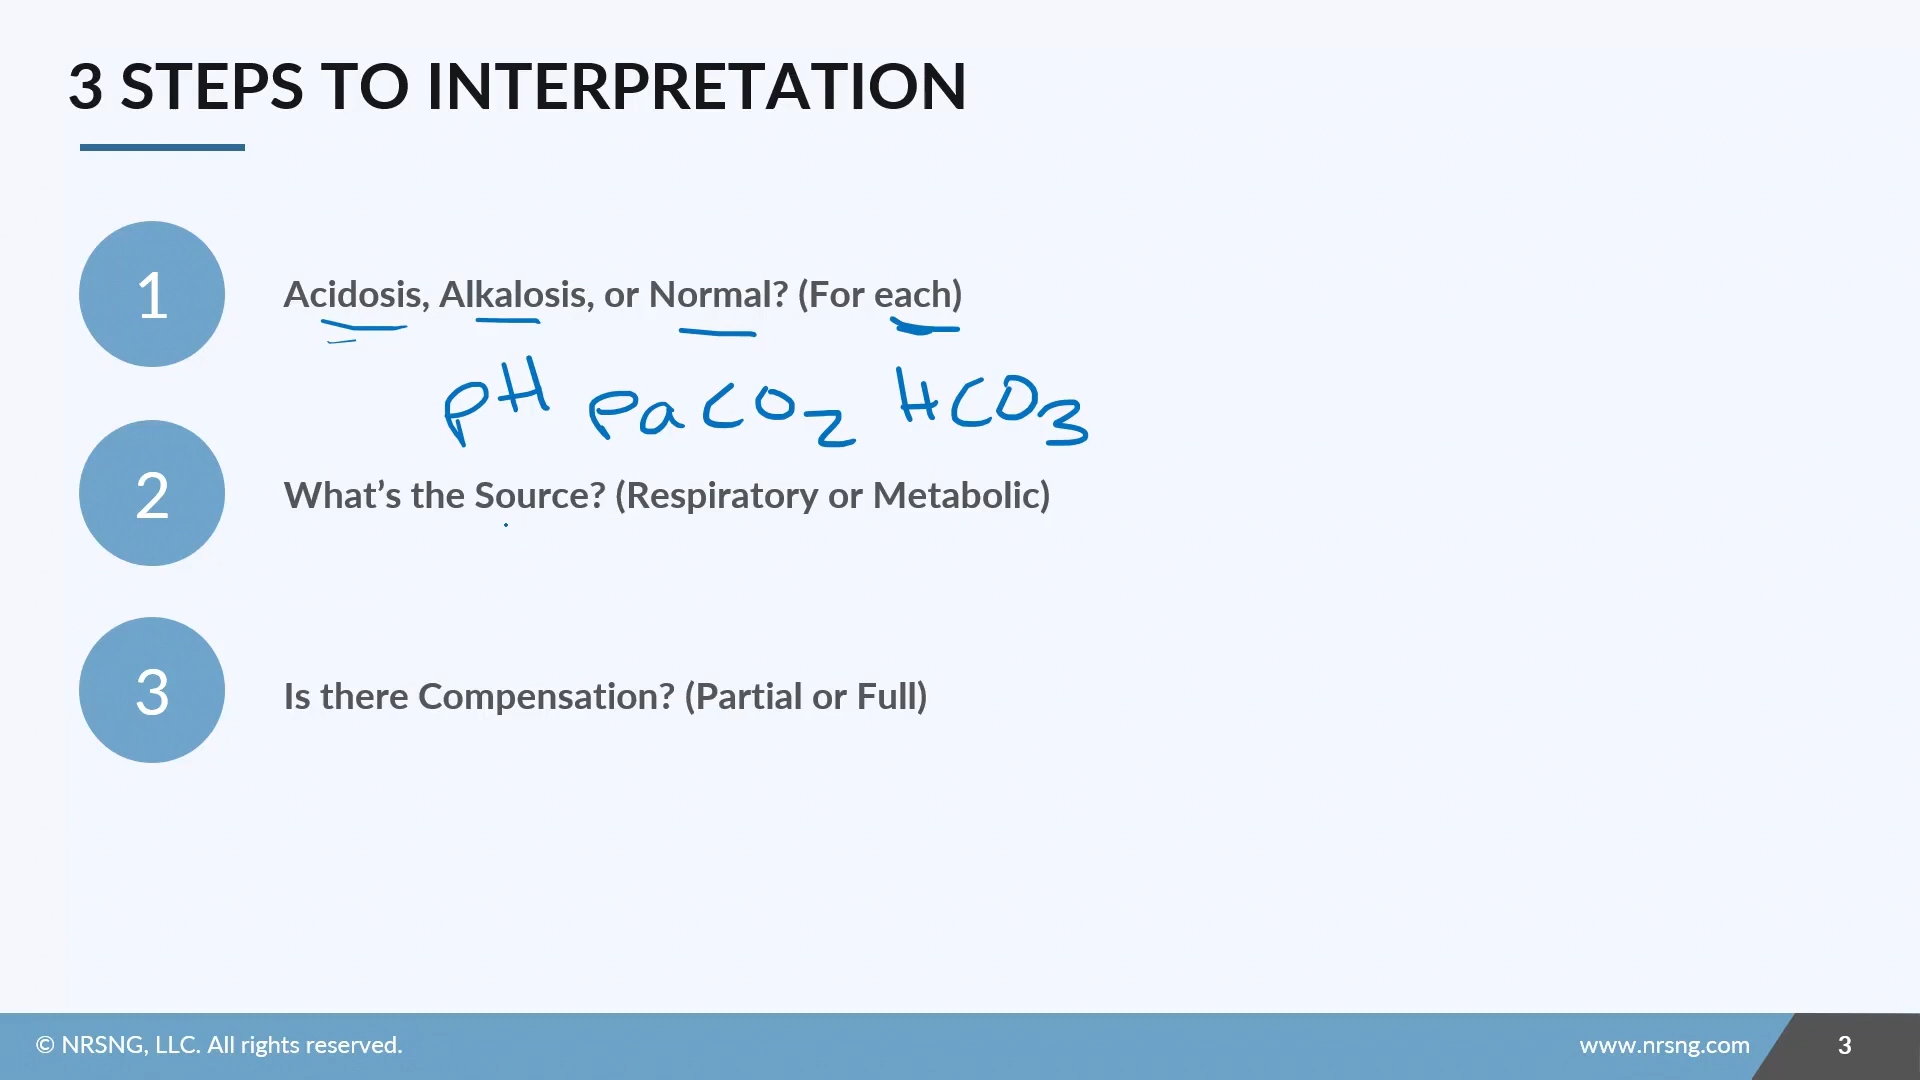 3 STEPS TO INTERPRETATION
1
Acidosis, Alkalosis, or Normal? (For each)
pH PaCO2 HCO3
2
What’s the Source? (Respiratory or Metabolic)
3
Is there Compensation? (Partial or Full)
© NRSNG, LLC. All rights reserved.
www.nrsng.com
3